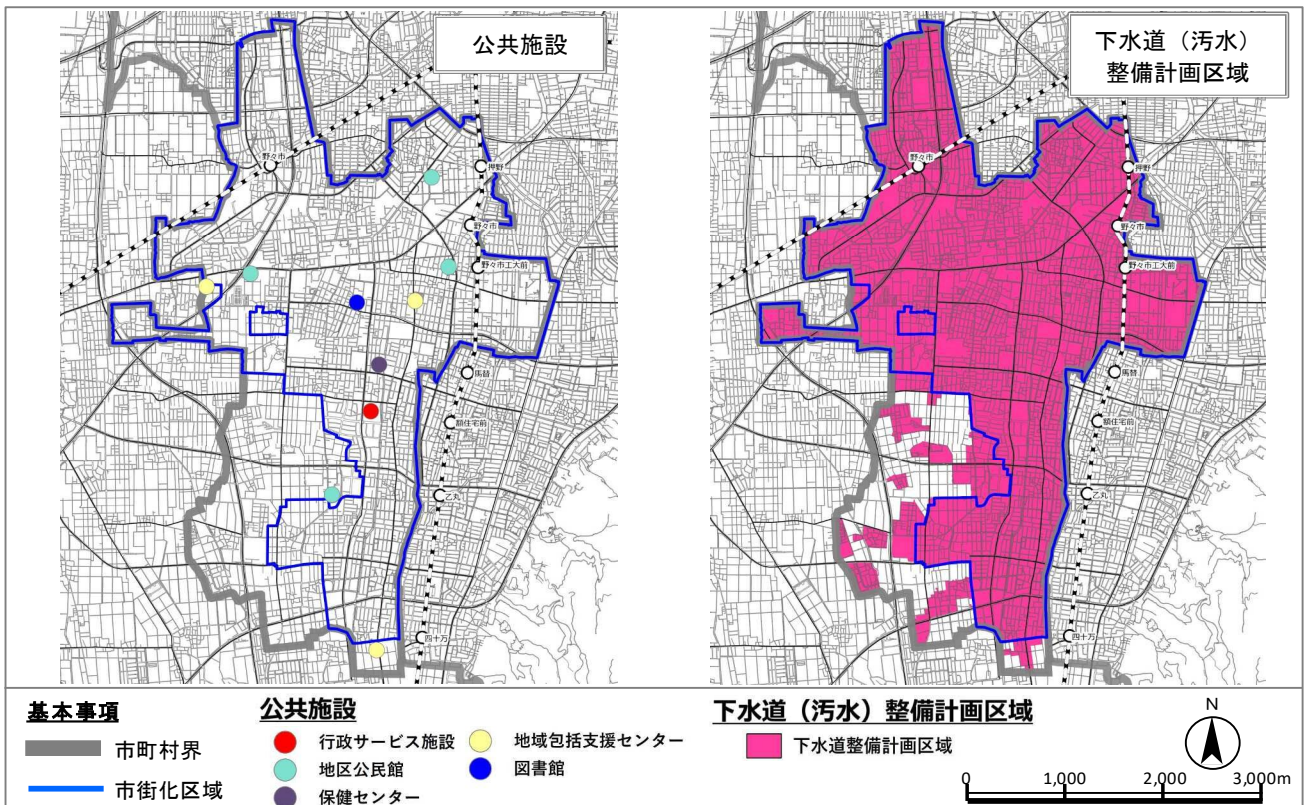 公共施設
野々市
押野
野々市
野々市工大前
馬替
額住宅前
乙丸
四十万
下水道（汚水）
整備計画区域
野々市
押野
野々市
野々市工大前
馬替
額住宅前
乙丸
四十万
基本事項
市町村界
市街化区域
公共施設
行政サービス施設
地区公民館
保健センター
地域包括支援センター
図書館
下水道（汚水）整備計画区域
下水道整備計画区域
N
0 1,000 2,000 3,000m